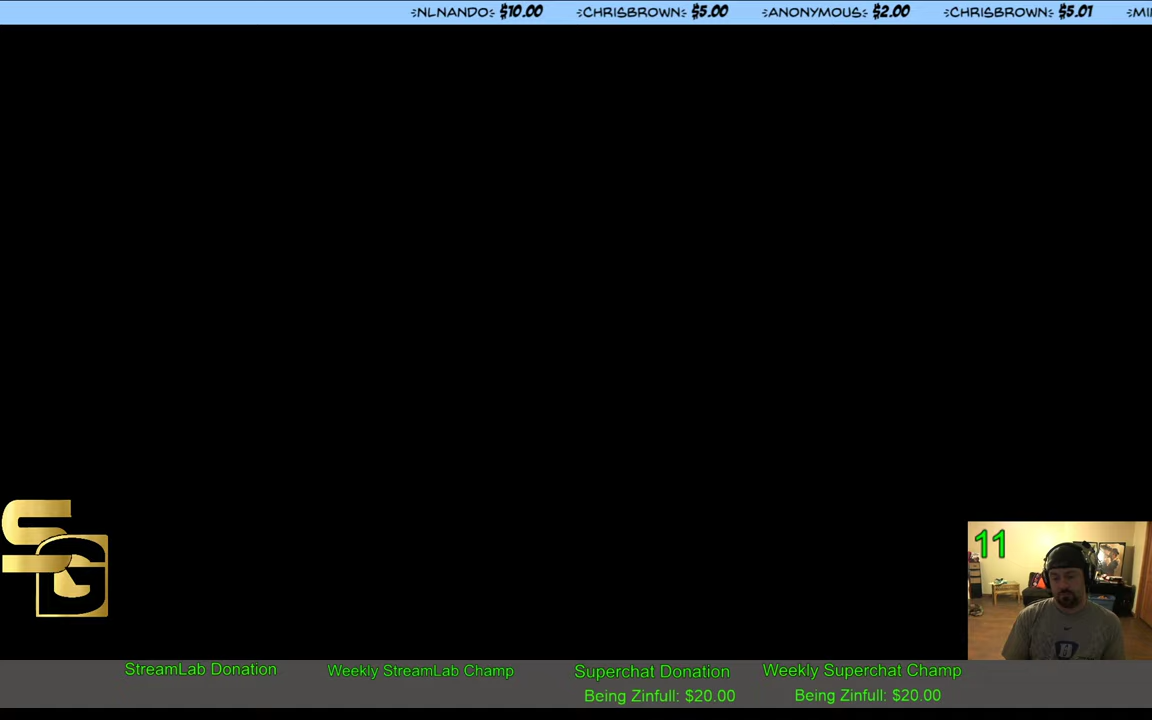 NLNANDO $10.00 CHRISBROWN $5.00 ANONYMOUS $2.00 CHRISBROWN $5.01
11
SG
StreamLab Donation Weekly StreamLab Champ Superchat Donation Weekly Superchat Champ
Being Zinfull: $20.00 Being Zinfull: $20.00